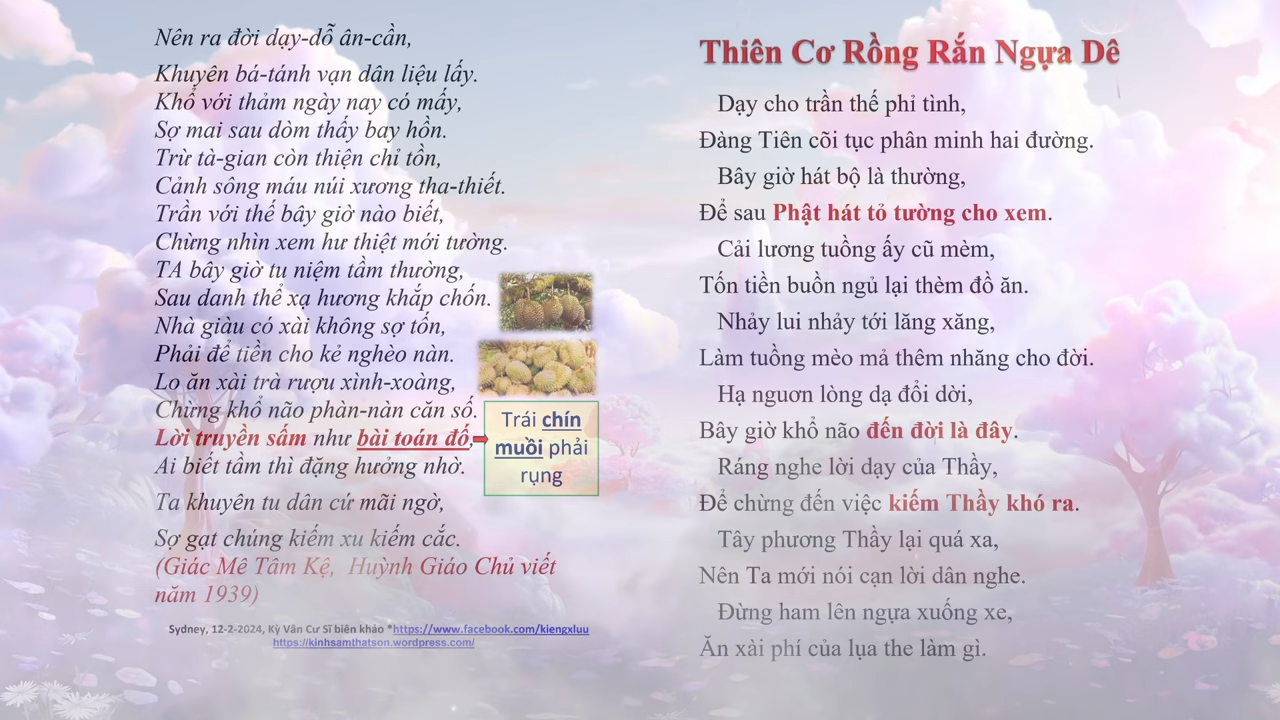 Nên ra đời dạy-dỗ ân-cần,
Khuyên bá-tánh vạn dân liệu lấy.
Khổ với thảm ngày nay có mấy,
Sợ mai sau dòm thấy bay hồn.
Trừ tà-gian còn thiện chỉ tồn,
Cảnh sông máu núi xương tha-thiết.
Trần với thế bây giờ nào biết,
Chừng nhìn xem hư thiệt mới tường.
TA bây giờ tu niệm tầm thường,
Sau danh thể xạ hương khắp chốn.
Nhà giàu có xài không sợ tốn,
Phải để tiền cho kẻ nghèo nàn.
Lo ăn xài trà rượu xình-xoàng,
Chừng khổ não phàn-nàn căn số.
Lời truyền sấm như bài toán đố,
Ai biết tầm thì đặng hưởng nhờ.
Ta khuyên tu dân cứ mãi ngờ,
Sợ gạt chúng kiếm xu kiếm cắc.
(Giác Mê Tâm Kệ, Huỳnh Giáo Chủ viết
năm 1939)
Trái chín
muồi phải
rụng
Sydney, 12-2-2024, Kỳ Vân Cư Sĩ biên khảo *https://www.facebook.com/kiengxluu
https://kinhsamthatson.wordpress.com/
Thiên Cơ Rồng Rắn Ngựa Dê
Dạy cho trần thế phỉ tình,
Đàng Tiên cõi tục phân minh hai đường.
Bây giờ hát bộ là thường,
Để sau Phật hát tỏ tường cho xem.
Cải lương tuồng ấy cũ mèm,
Tốn tiền buồn ngủ lại thèm đồ ăn.
Nhảy lui nhảy tới lăng xăng,
Làm tuồng mèo mả thêm nhăng cho đời.
Hạ nguơn lòng dạ đổi dời,
Bây giờ khổ não đến đời là đây.
Ráng nghe lời dạy của Thầy,
Để chừng đến việc kiếm Thầy khó ra.
Tây phương Thầy lại quá xa,
Nên Ta mới nói cạn lời dân nghe.
Đừng ham lên ngựa xuống xe,
Ăn xài phí của lụa the làm gì.